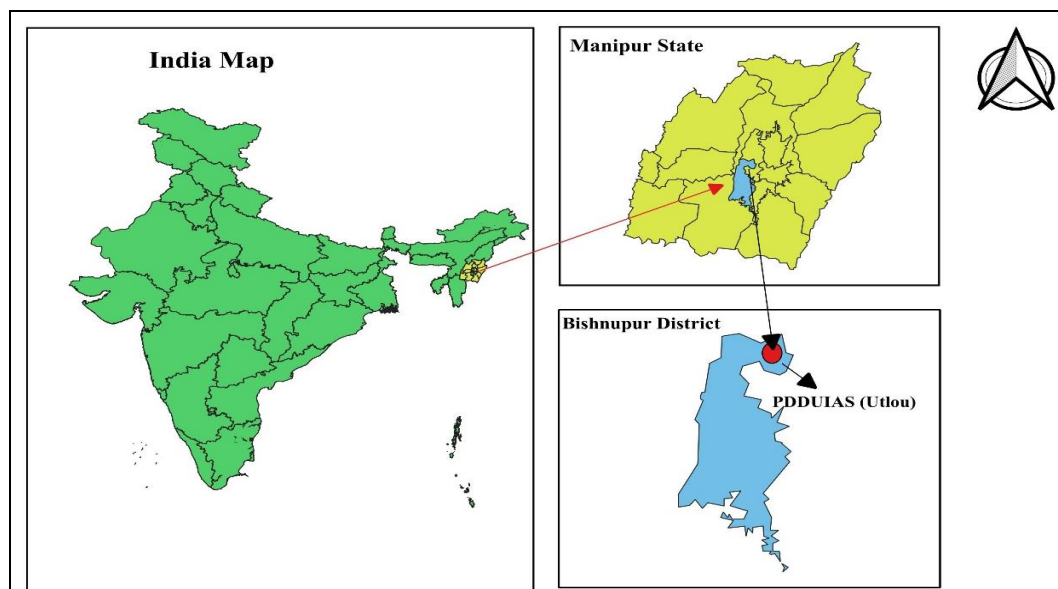 India Map
Manipur State
Bishnupur District
PDDUIAS (Utlou)